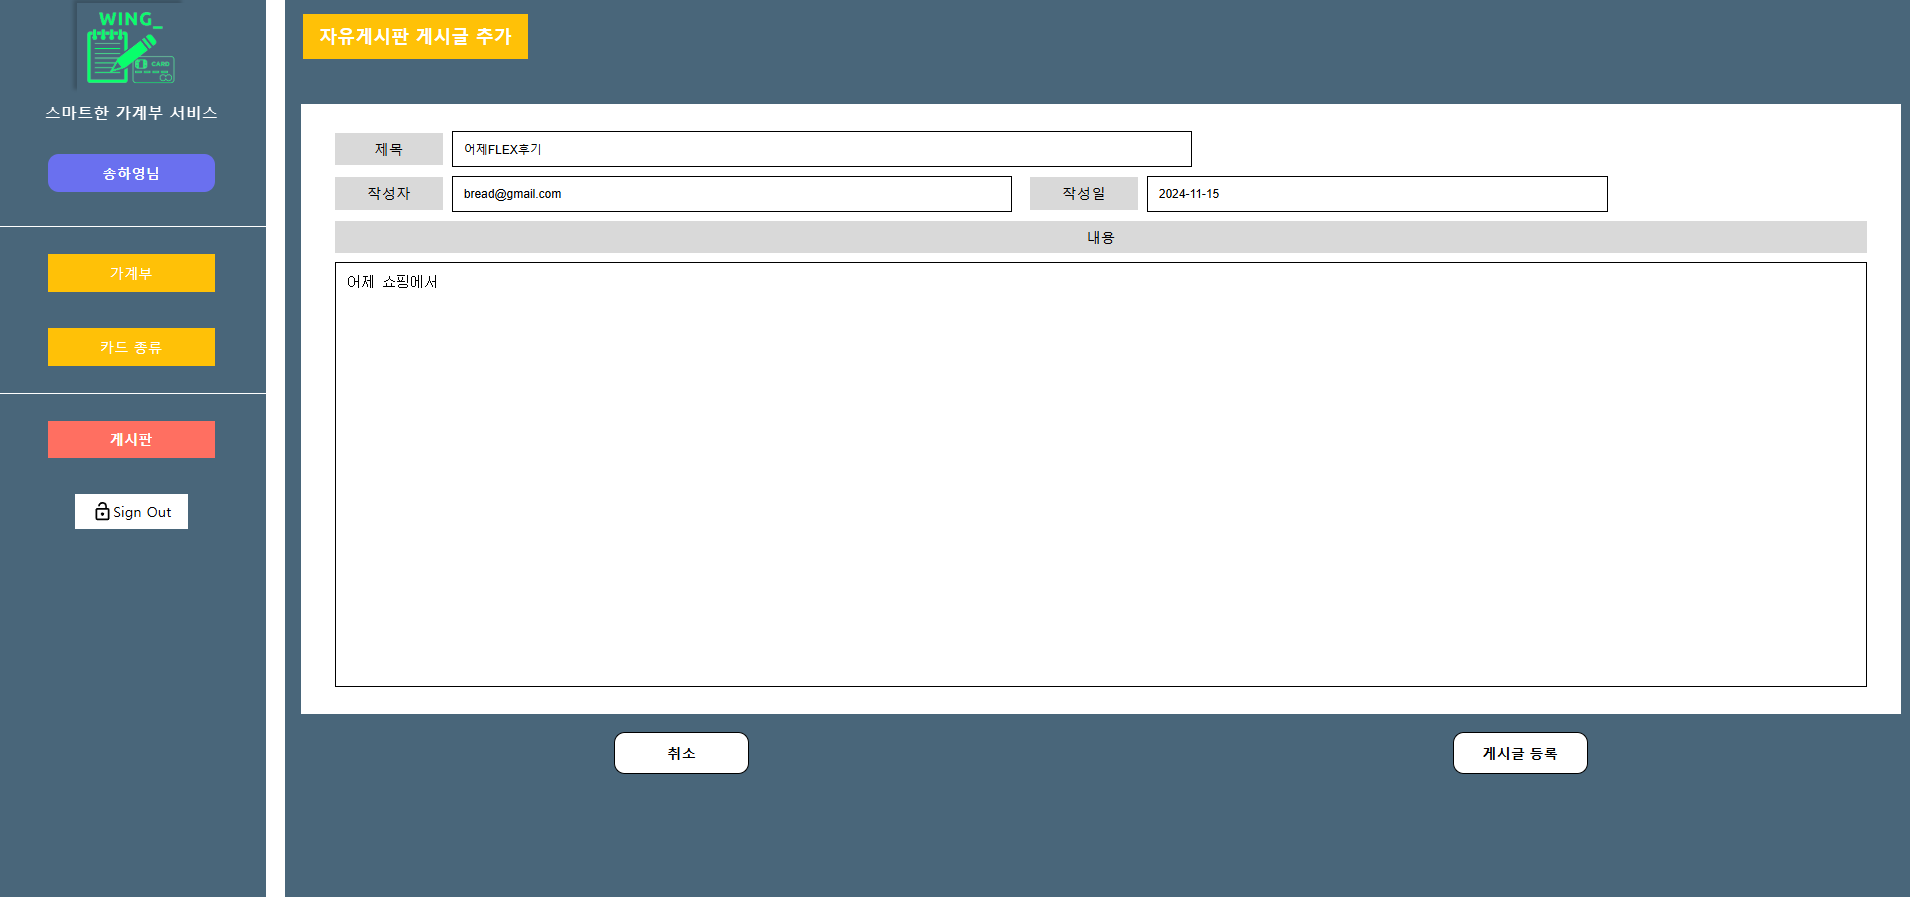 WING_
CARD
스마트한 가계부 서비스
송하영님
가계부
카드 종류
게시판
Sign Out
자유게시판 게시글 추가
제목
어제FLEX후기
작성자
bread@gmail.com
작성일
2024-11-15
내용
어제 쇼핑에서
취소
게시글 등록